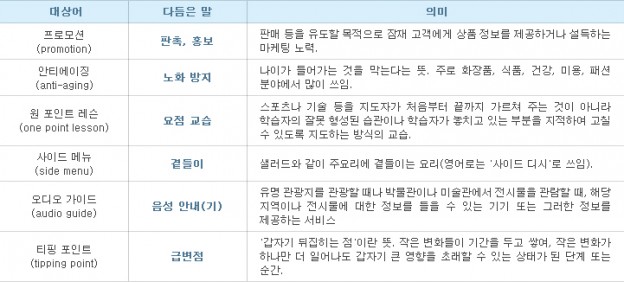 대상어 다듬은 말 의미
프로모션
(promotion)
판촉, 홍보
판매 등을 유도할 목적으로 잠재 고객에게 상품 정보를 제공하거나 설득하는
마케팅 노력.
안티에이징
(anti-aging)
노화 방지
나이가 들어가는 것을 막는다는 뜻. 주로 화장품, 식품, 건강, 미용, 패션
분야에서 많이 쓰임.
원 포인트 레슨
(one point lesson)
요점 교습
스포츠나 기술 등을 지도자가 처음부터 끝까지 가르쳐 주는 것이 아니라
학습자의 잘못 형성된 습관이나 학습자가 놓치고 있는 부분을 지적하여 고칠
수 있도록 지도하는 방식의 교습.
사이드 메뉴
(side menu)
곁들이
샐러드와 같이 주요리에 곁들이는 요리(영어로는 '사이드 디시'로 쓰임).
오디오 가이드
(audio guide)
음성 안내(기)
유명 관광지를 관광할 때나 박물관이나 미술관에서 전시물을 관람할 때, 해당
지역이나 전시물에 대한 정보를 들을 수 있는 기기 또는 그러한 정보를
제공하는 서비스
티핑 포인트
(tipping point)
급변점
'갑자기 뒤집히는 점'이란 뜻. 작은 변화들이 기간을 두고 쌓여, 작은 변화가
하나만 더 일어나도 갑자기 큰 영향을 초래할 수 있는 상태가 된 단계 또는
순간.